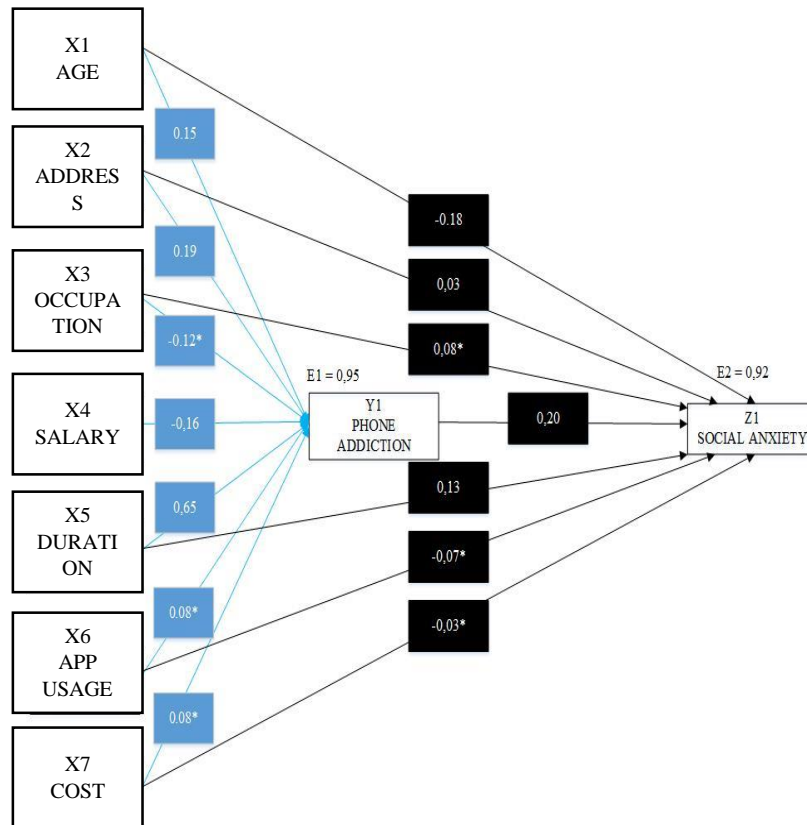 X1
AGE
0.15
X2
ADDRES
S
-0.18
0.19
0,03
X3
OCCUPA
TION
-0.12*
0,08*
E1 = 0,95
E2 = 0,92
X4
SALARY
-0,16
Y1
PHONE
ADDICTION
0,20
Z1
SOCIAL ANXIETY
0,65
0,13
X5
DURATI
ON
-0,07*
0.08*
X6
APP
USAGE
-0,03*
0.08*
X7
COST